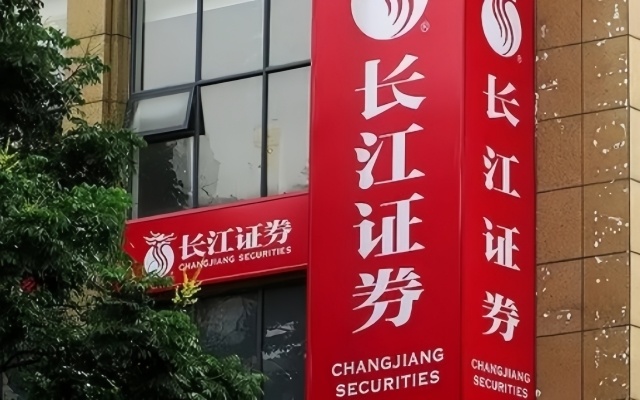 长江证券
CHANGJIANG SECURITIES
长江证券
CHANGJIANG
SECURITIES
长江证券
CHANGJIANG
SECURITIES